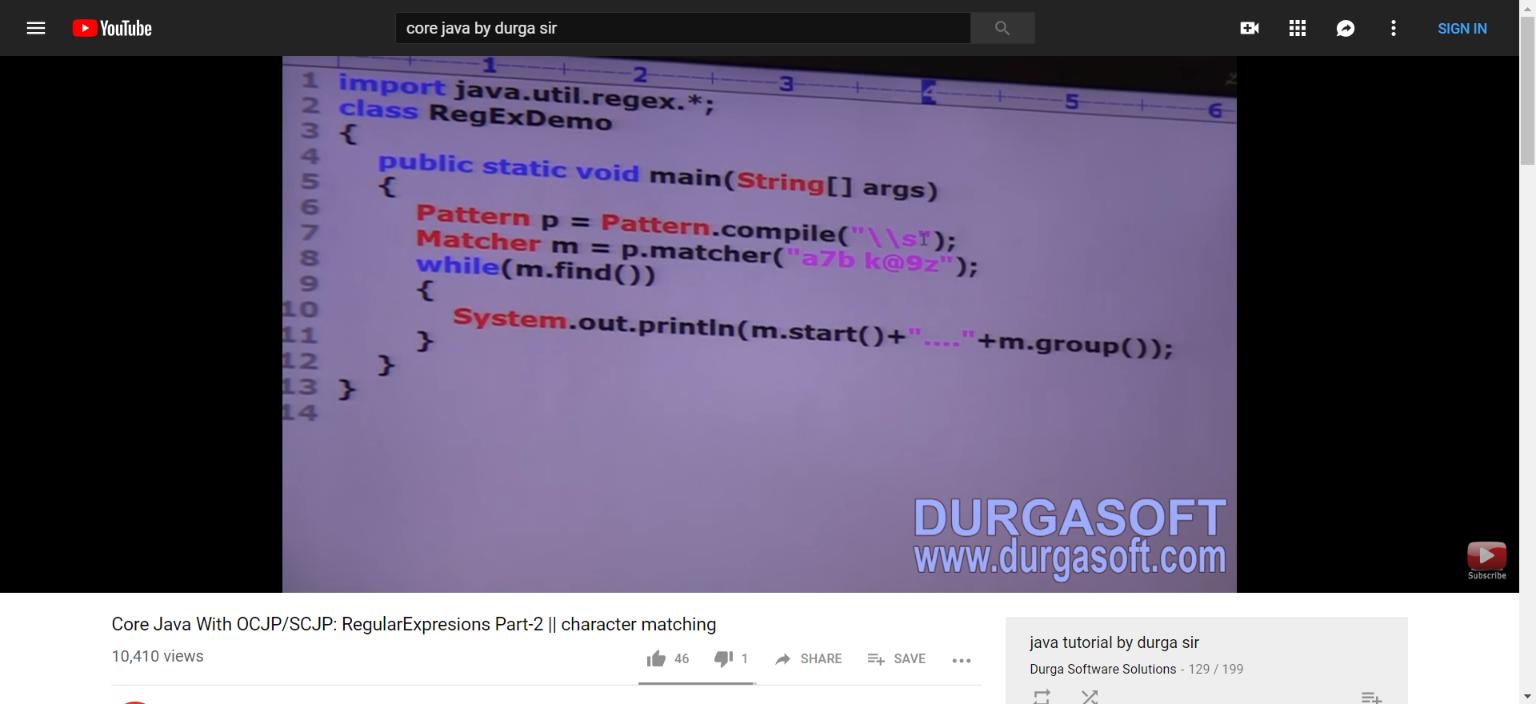 YouTube
core java by durga sir
SIGN IN
1 2 3 4 5 6
1 import java.util.regex.*;
2 class RegExDemo
3 {
4
5 public static void main(String[] args)
6 {
7 Pattern p = Pattern.compile("\\s");
8 Matcher m = p.matcher("a7b k@9z");
9 while(m.find())
10 {
11 System.out.println(m.start()+"...."+m.group());
12 }
13 }
14 }
DURGASOFT
www.durgasoft.com
Subscribe
Core Java With OCJP/SCJP: RegularExpresions Part-2 || character matching
10,410 views
46
1
SHARE
SAVE
java tutorial by durga sir
Durga Software Solutions - 129 / 199